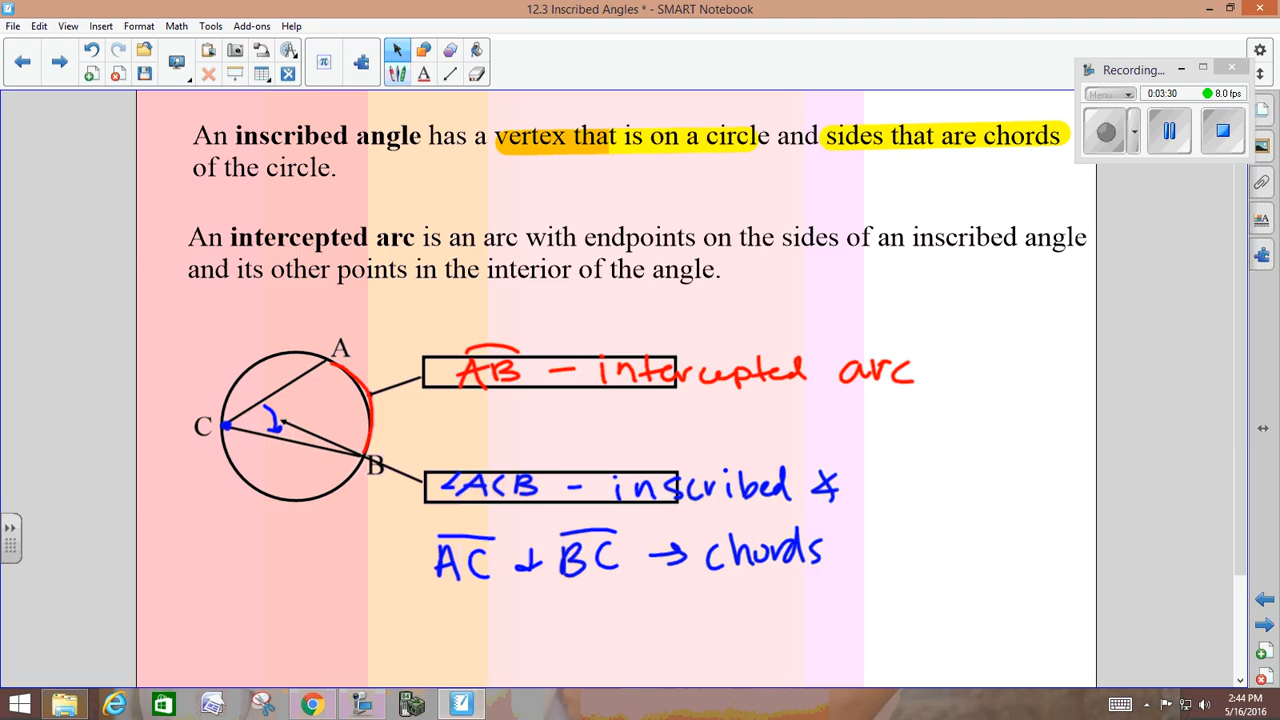 12.3 Inscribed Angles * - SMART Notebook
File Edit View Insert Format Math Tools Add-ons Help
Recording...
Menu 0:03:30 8.0 fps
An inscribed angle has a vertex that is on a circle and sides that are chords
of the circle.
An intercepted arc is an arc with endpoints on the sides of an inscribed angle
and its other points in the interior of the angle.
A
AB – intercepted arc
C
B
∠ACB – inscribed ∡
AC + BC → chords
2:44 PM
5/16/2016